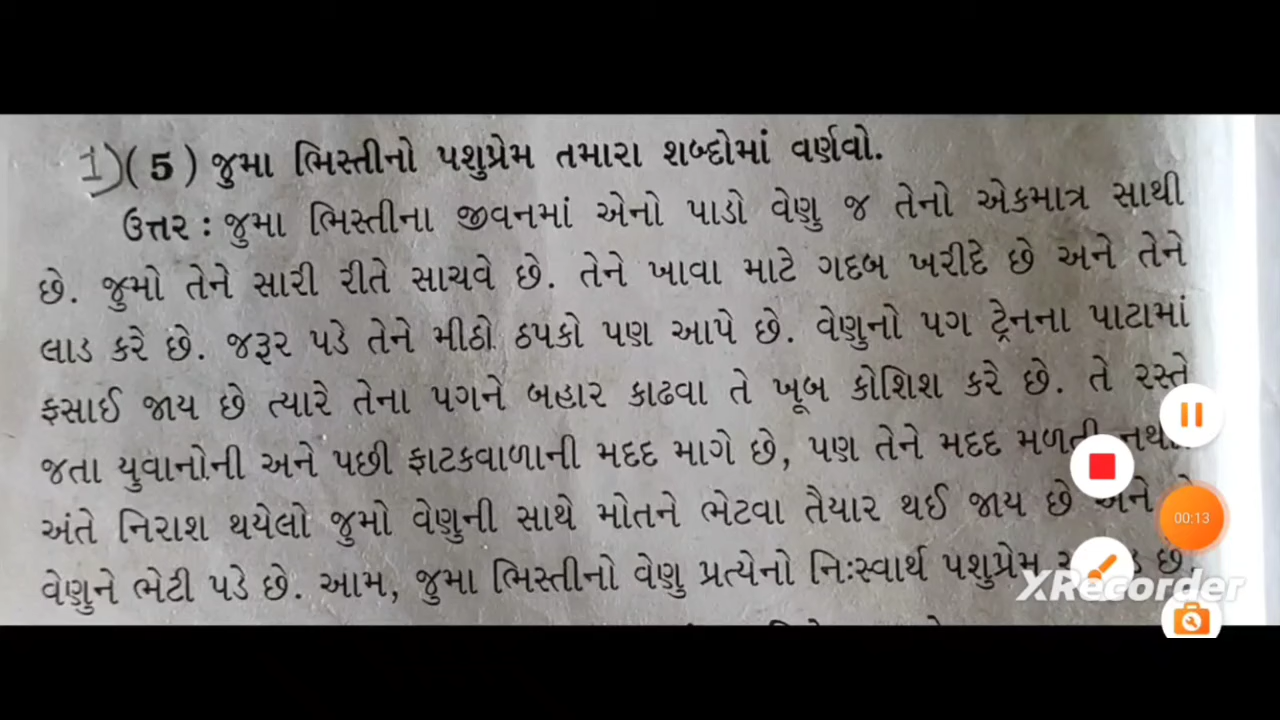 1) (5) જુમા ભિસ્તીનો પશુપ્રેમ તમારા શબ્દોમાં વર્ણવો.
ઉત્તર : જુમા ભિસ્તીના જીવનમાં એનો પાડો વેણુ જ તેનો એકમાત્ર સાથી
છે. જુમો તેને સારી રીતે સાચવે છે. તેને ખાવા માટે ગદબ ખરીદે છે અને તેને
લાડ કરે છે. જરૂર પડે તેને મીઠો ઠપકો પણ આપે છે. વેણુનો પગ ટ્રેનના પાટામાં
ફસાઈ જાય છે ત્યારે તેના પગને બહાર કાઢવા તે ખૂબ કોશિશ કરે છે. તે રસ્તે
જતા યુવાનોની અને પછી ફાટકવાળાની મદદ માગે છે, પણ તેને મદદ મળતી
અંતે નિરાશ થયેલો જુમો વેણુની સાથે મોતને ભેટવા તૈયાર થઈ જાય છે અને
00:13
વેણુને ભેટી પડે છે. આમ, જુમા ભિસ્તીનો વેણુ પ્રત્યેનો નિઃસ્વાર્થ પશુપ્રેમ છે.
XRecorder